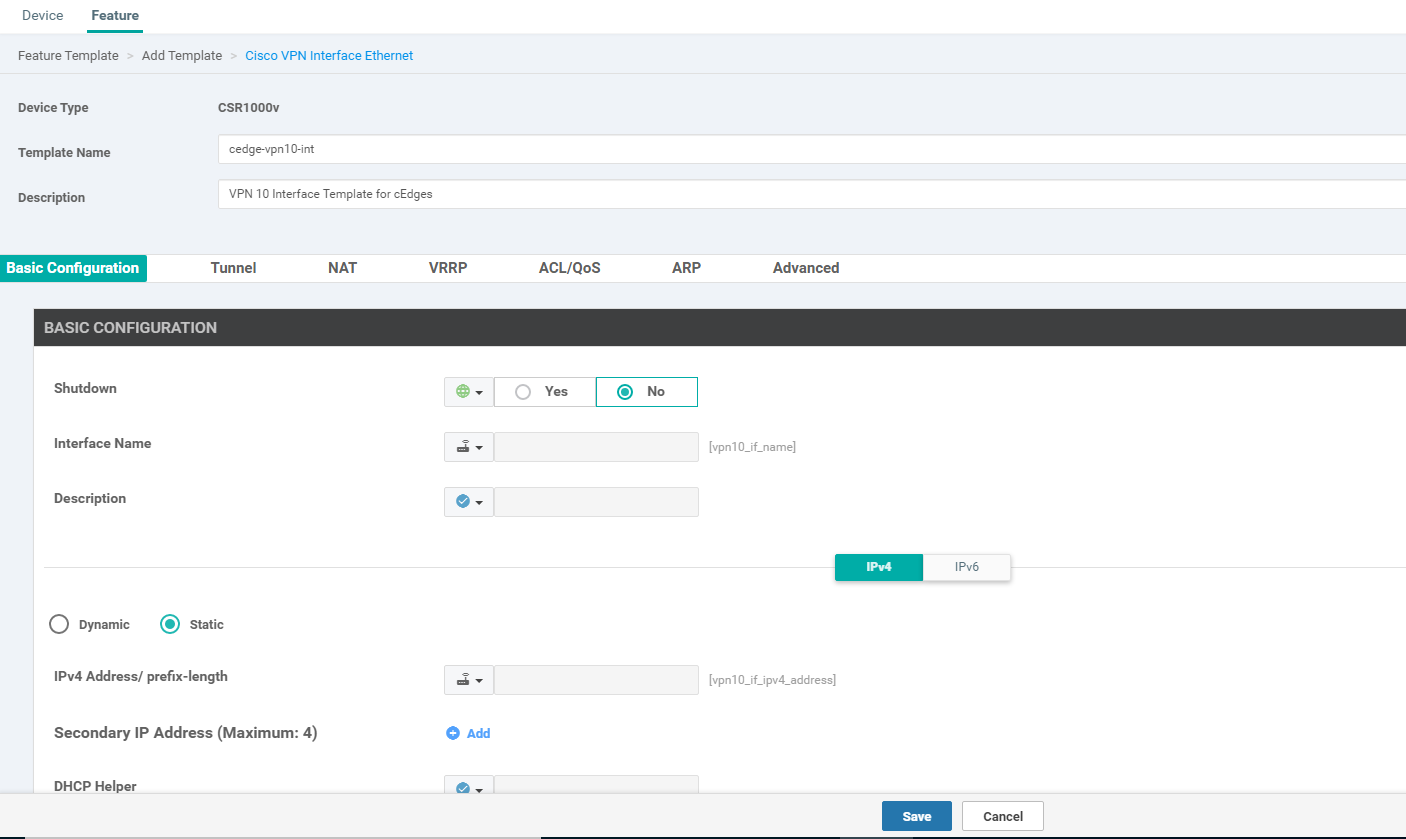 Device Feature
Feature Template > Add Template > Cisco VPN Interface Ethernet
Device Type CSR1000v
Template Name cedge-vpn10-int
Description VPN 10 Interface Template for cEdges
Basic Configuration Tunnel NAT VRRP ACL/QoS ARP Advanced
BASIC CONFIGURATION
Shutdown Yes No
Interface Name [vpn10_if_name]
Description
IPv4 IPv6
Dynamic Static
IPv4 Address/ prefix-length [vpn10_if_ipv4_address]
Secondary IP Address (Maximum: 4) Add
DHCP Helper
Save Cancel